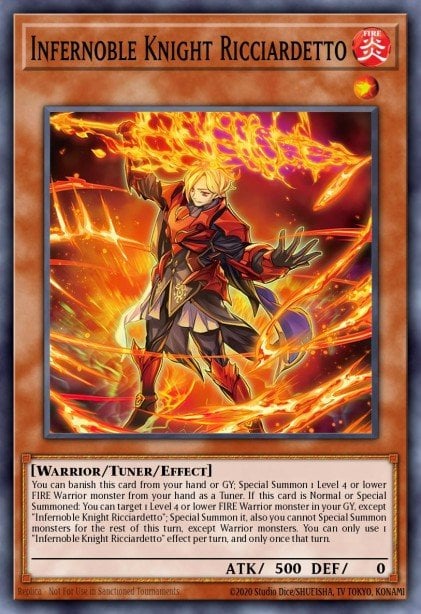 INFERNOBLE KNIGHT RICCIARDETTO
FIRE
炎
[WARRIOR/TUNER/EFFECT]
You can banish this card from your hand or GY; Special Summon 1 Level 4 or lower
FIRE Warrior monster from your hand as a Tuner. If this card is Normal or Special
Summoned: You can target 1 Level 4 or lower FIRE Warrior monster in your GY, except
"Infernoble Knight Ricciardetto"; Special Summon it, also you cannot Special Summon
monsters for the rest of this turn, except Warrior monsters. You can only use 1
"Infernoble Knight Ricciardetto" effect per turn, and only once that turn.
ATK/ 500 DEF/ 0
Replica - Not For Use in Sanctioned Tournaments
©2020 Studio Dice/SHUEISHA, TV TOKYO, KONAMI